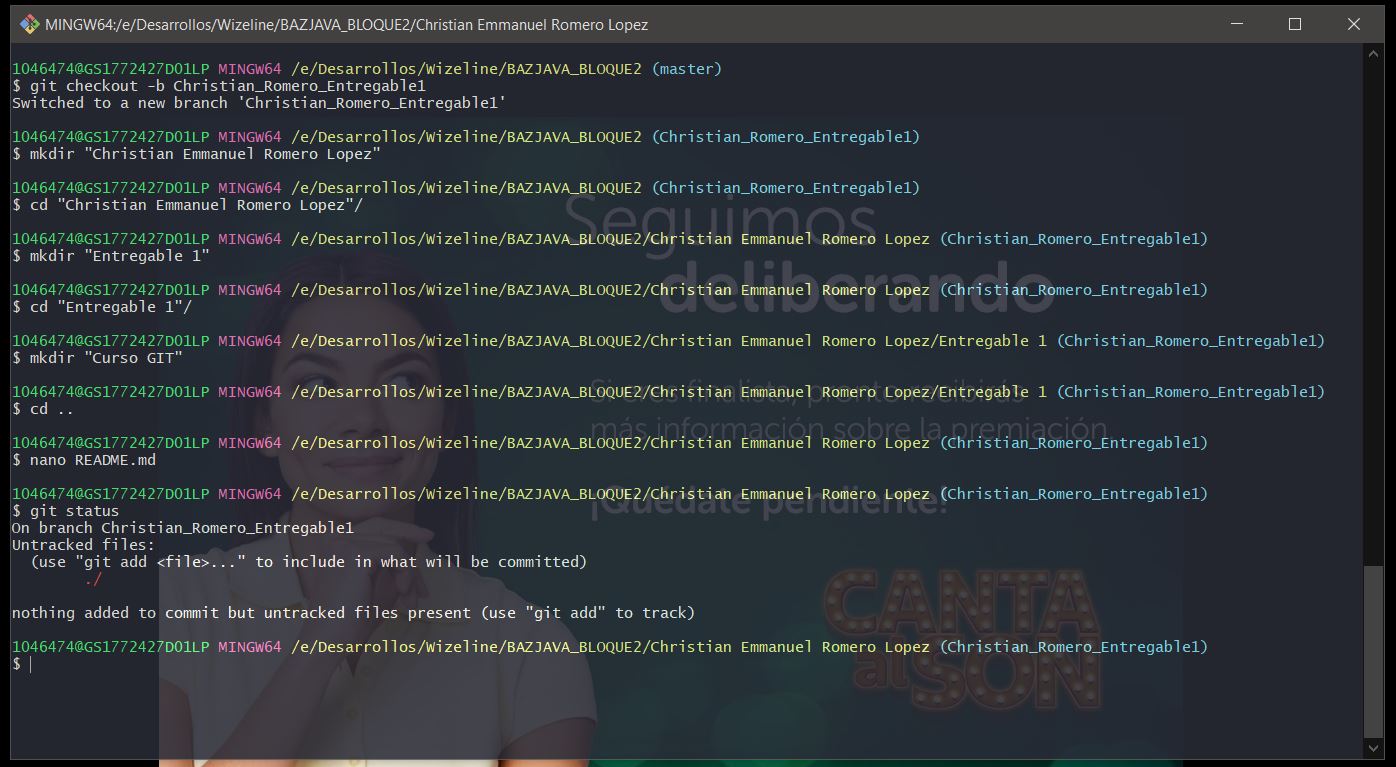 MINGW64:/e/Desarrollos/Wizeline/BAZJAVA_BLOQUE2/Christian Emmanuel Romero Lopez
1046474@GS1772427D01LP MINGW64 /e/Desarrollos/Wizeline/BAZJAVA_BLOQUE2 (master)
$ git checkout -b Christian_Romero_Entregable1
Switched to a new branch 'Christian_Romero_Entregable1'
1046474@GS1772427D01LP MINGW64 /e/Desarrollos/Wizeline/BAZJAVA_BLOQUE2 (Christian_Romero_Entregable1)
$ mkdir "Christian Emmanuel Romero Lopez"
1046474@GS1772427D01LP MINGW64 /e/Desarrollos/Wizeline/BAZJAVA_BLOQUE2 (Christian_Romero_Entregable1)
$ cd "Christian Emmanuel Romero Lopez"/
1046474@GS1772427D01LP MINGW64 /e/Desarrollos/Wizeline/BAZJAVA_BLOQUE2/Christian Emmanuel Romero Lopez (Christian_Romero_Entregable1)
$ mkdir "Entregable 1"
1046474@GS1772427D01LP MINGW64 /e/Desarrollos/Wizeline/BAZJAVA_BLOQUE2/Christian Emmanuel Romero Lopez (Christian_Romero_Entregable1)
$ cd "Entregable 1"/
1046474@GS1772427D01LP MINGW64 /e/Desarrollos/Wizeline/BAZJAVA_BLOQUE2/Christian Emmanuel Romero Lopez/Entregable 1 (Christian_Romero_Entregable1)
$ mkdir "Curso GIT"
1046474@GS1772427D01LP MINGW64 /e/Desarrollos/Wizeline/BAZJAVA_BLOQUE2/Christian Emmanuel Romero Lopez/Entregable 1 (Christian_Romero_Entregable1)
$ cd ..
1046474@GS1772427D01LP MINGW64 /e/Desarrollos/Wizeline/BAZJAVA_BLOQUE2/Christian Emmanuel Romero Lopez (Christian_Romero_Entregable1)
$ nano README.md
1046474@GS1772427D01LP MINGW64 /e/Desarrollos/Wizeline/BAZJAVA_BLOQUE2/Christian Emmanuel Romero Lopez (Christian_Romero_Entregable1)
$ git status
On branch Christian_Romero_Entregable1
Untracked files:
(use "git add <file>..." to include in what will be committed)
./
nothing added to commit but untracked files present (use "git add" to track)
1046474@GS1772427D01LP MINGW64 /e/Desarrollos/Wizeline/BAZJAVA_BLOQUE2/Christian Emmanuel Romero Lopez (Christian_Romero_Entregable1)
$
Seguimos
deliberando
Si eres finalista, pronto recibirás
más información sobre la premiación
¡Quédate pendiente!
CANTA
al SON